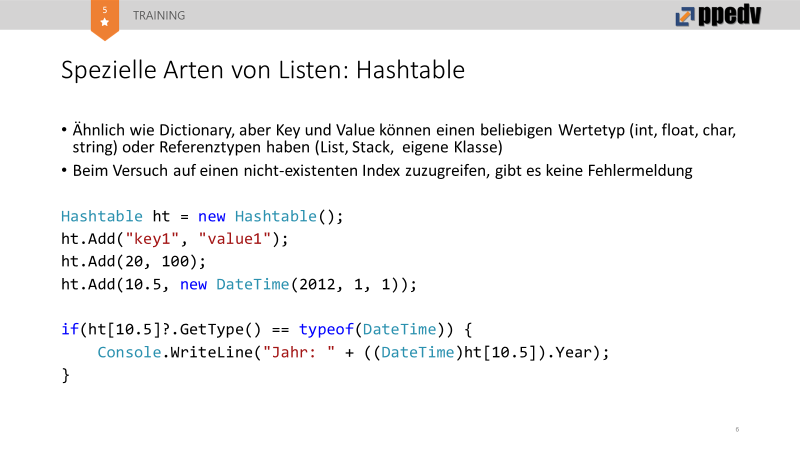 5
TRAINING
ppedv
Spezielle Arten von Listen: Hashtable
• Ähnlich wie Dictionary, aber Key und Value können einen beliebigen Wertetyp (int, float, char,
string) oder Referenztypen haben (List, Stack, eigene Klasse)
• Beim Versuch auf einen nicht-existenten Index zuzugreifen, gibt es keine Fehlermeldung
Hashtable ht = new Hashtable();
ht.Add("key1", "value1");
ht.Add(20, 100);
ht.Add(10.5, new DateTime(2012, 1, 1));
if(ht[10.5]?.GetType() == typeof(DateTime)) {
    Console.WriteLine("Jahr: " + ((DateTime)ht[10.5]).Year);
}
6